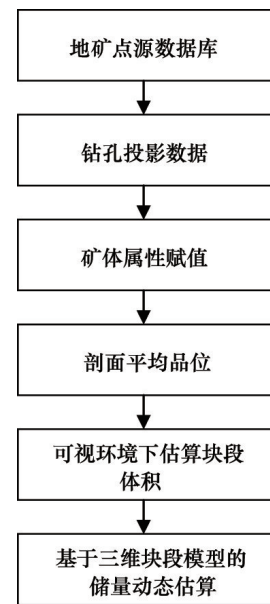 地矿点源数据库
钻孔投影数据
矿体属性赋值
剖面平均品位
可视环境下估算块段
体积
基于三维块段模型的
储量动态估算